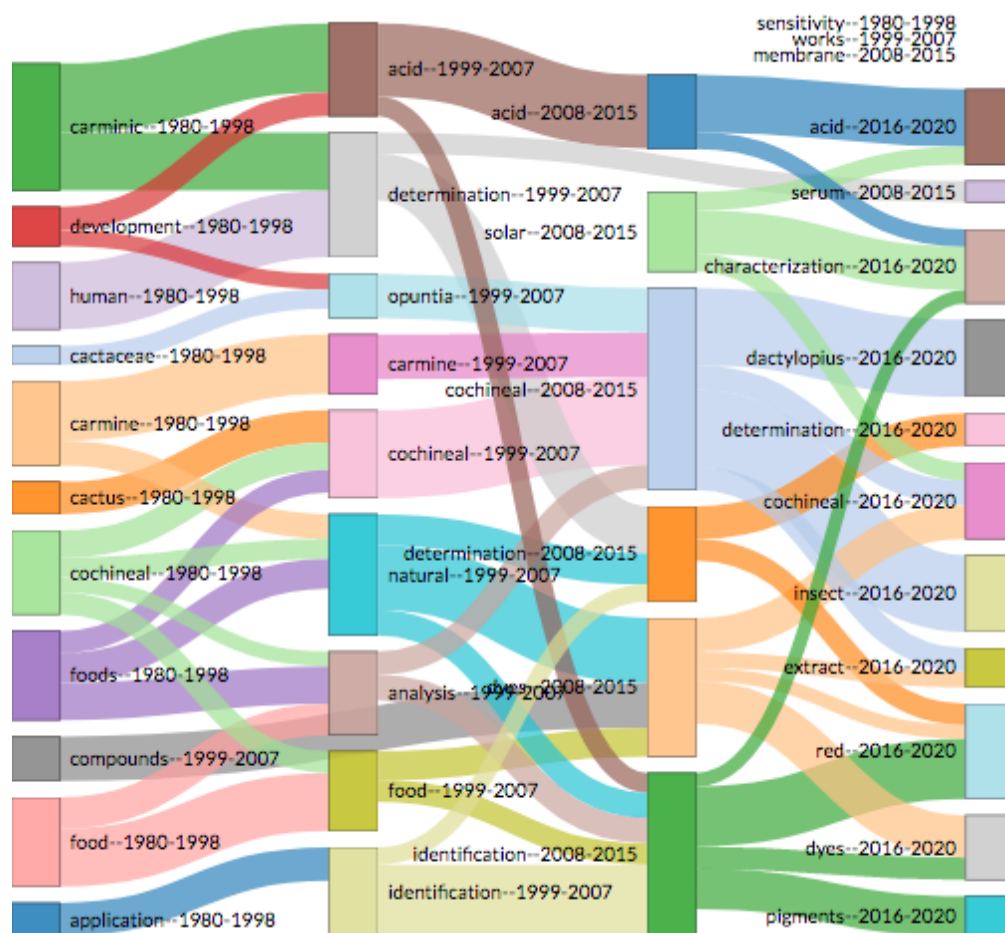 sensitivity--1980-1998
works--1999-2007
membrane--2008-2015
carminic--1980-1998
development--1980-1998
human--1980-1998
cactaceae--1980-1998
carmine--1980-1998
cactus--1980-1998
cochineal--1980-1998
foods--1980-1998
compounds--1999-2007
food--1980-1998
application--1980-1998
acid--1999-2007
determination--1999-2007
opuntia--1999-2007
carmine--1999-2007
cochineal--1999-2007
natural--1999-2007
analysis--1999-2007
food--1999-2007
identification--1999-2007
acid--2008-2015
solar--2008-2015
cochineal--2008-2015
determination--2008-2015
dyes--2008-2015
identification--2008-2015
acid--2016-2020
serum--2008-2015
characterization--2016-2020
dactylopius--2016-2020
determination--2016-2020
cochineal--2016-2020
insect--2016-2020
extract--2016-2020
red--2016-2020
dyes--2016-2020
pigments--2016-2020